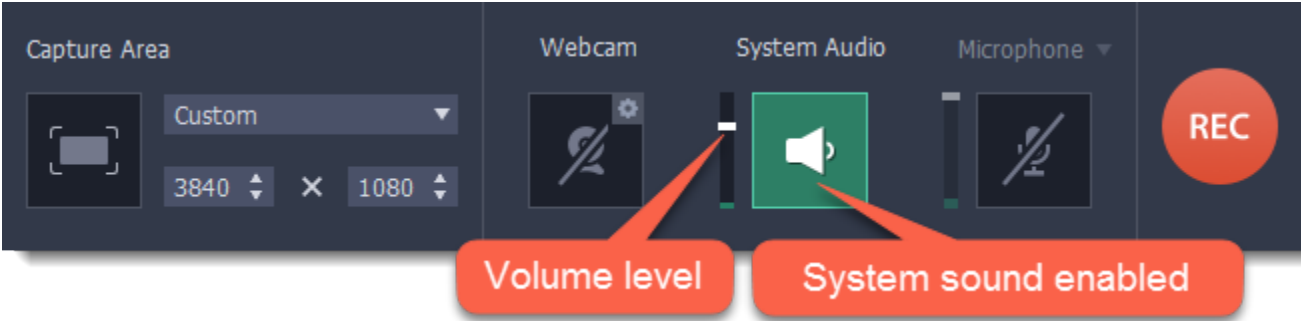 Capture Area
Webcam
System Audio
Microphone
Custom
3840
1080
REC
Volume level
System sound enabled